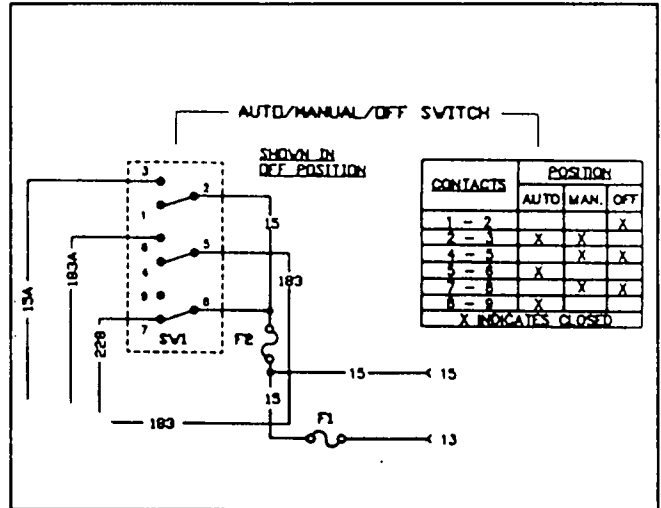 AUTO/MANUAL/OFF SWITCH
SHOWN IN
OFF POSITION
CONTACTS
POSITION
AUTO MAN. OFF
1 - 2 X
2 - 3 X X
4 - 5 X X
5 - 6 X
7 - 8 X X
8 - 9 X
X INDICATES CLOSED
3
2
1
15
6
5
4
183
9
8
7
SW1
F2
15A
183A
228
15
15
15
183
F1
13